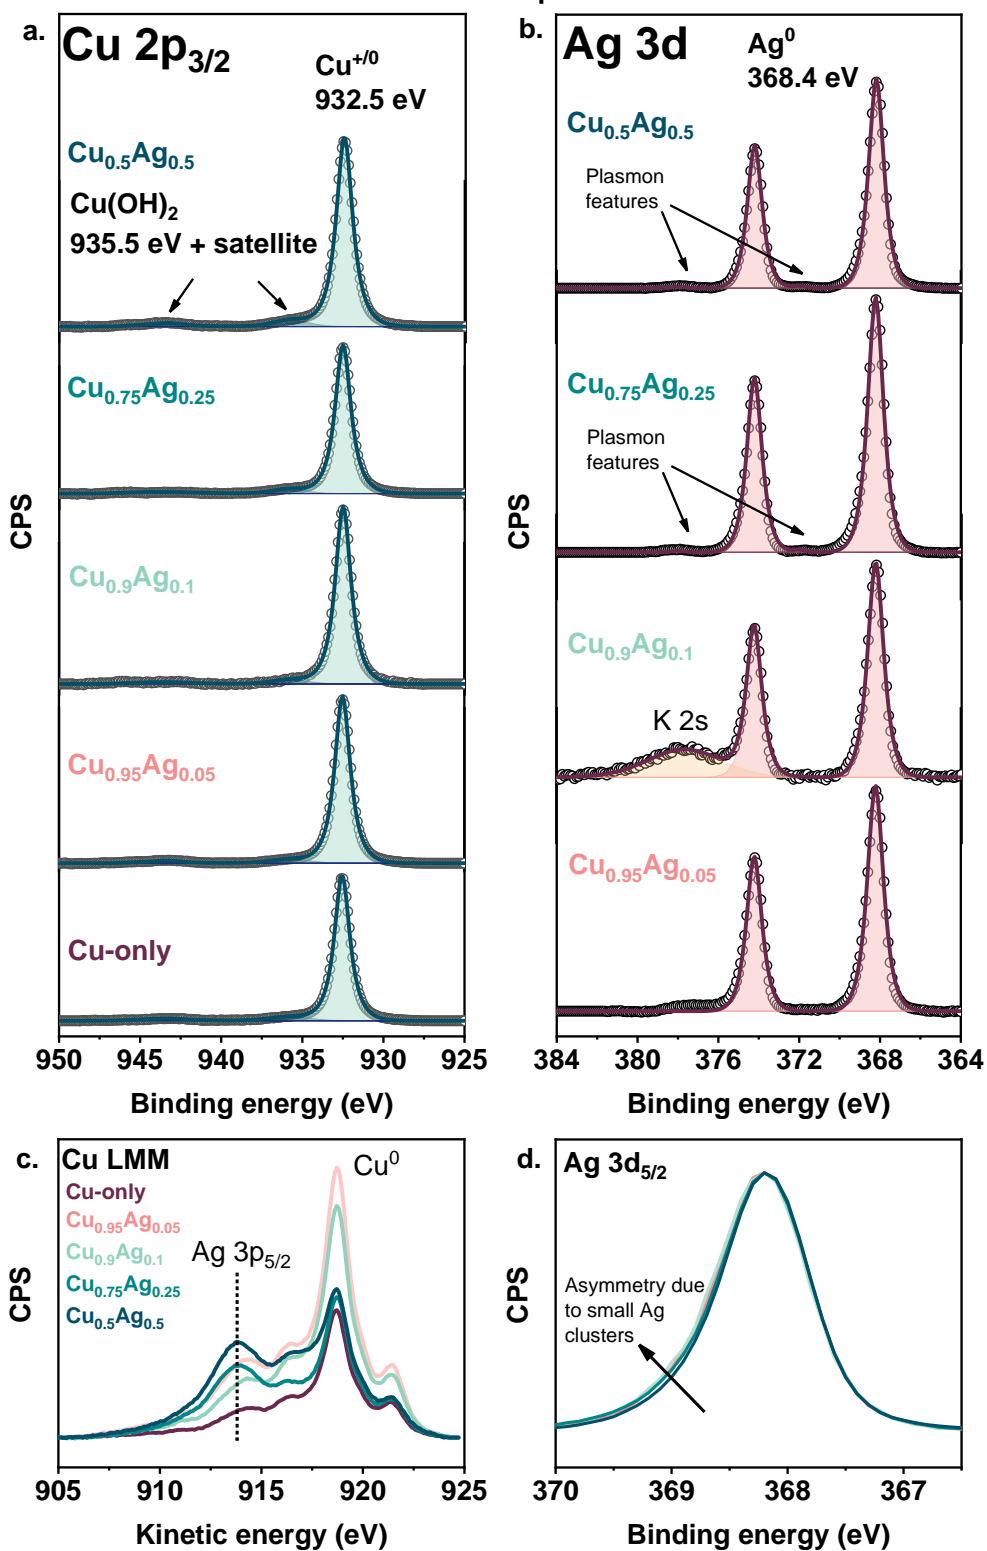 a.
Cu 2p3/2
Cu+/0
932.5 eV
Cu0.5Ag0.5
Cu(OH)2
935.5 eV + satellite
Cu0.75Ag0.25
Cu0.9Ag0.1
Cu0.95Ag0.05
Cu-only
CPS
950 945 940 935 930 925
Binding energy (eV)
b.
Ag 3d
Ag0
368.4 eV
Cu0.5Ag0.5
Plasmon
features
Cu0.75Ag0.25
Plasmon
features
Cu0.9Ag0.1
K 2s
Cu0.95Ag0.05
CPS
384 380 376 372 368 364
Binding energy (eV)
c.
Cu LMM
Cu0
Cu-only
Cu0.95Ag0.05
Cu0.9Ag0.1
Cu0.75Ag0.25
Cu0.5Ag0.5
Ag 3p5/2
CPS
905 910 915 920 925
Kinetic energy (eV)
d.
Ag 3d5/2
Asymmetry due
to small Ag
clusters
CPS
370 369 368 367
Binding energy (eV)